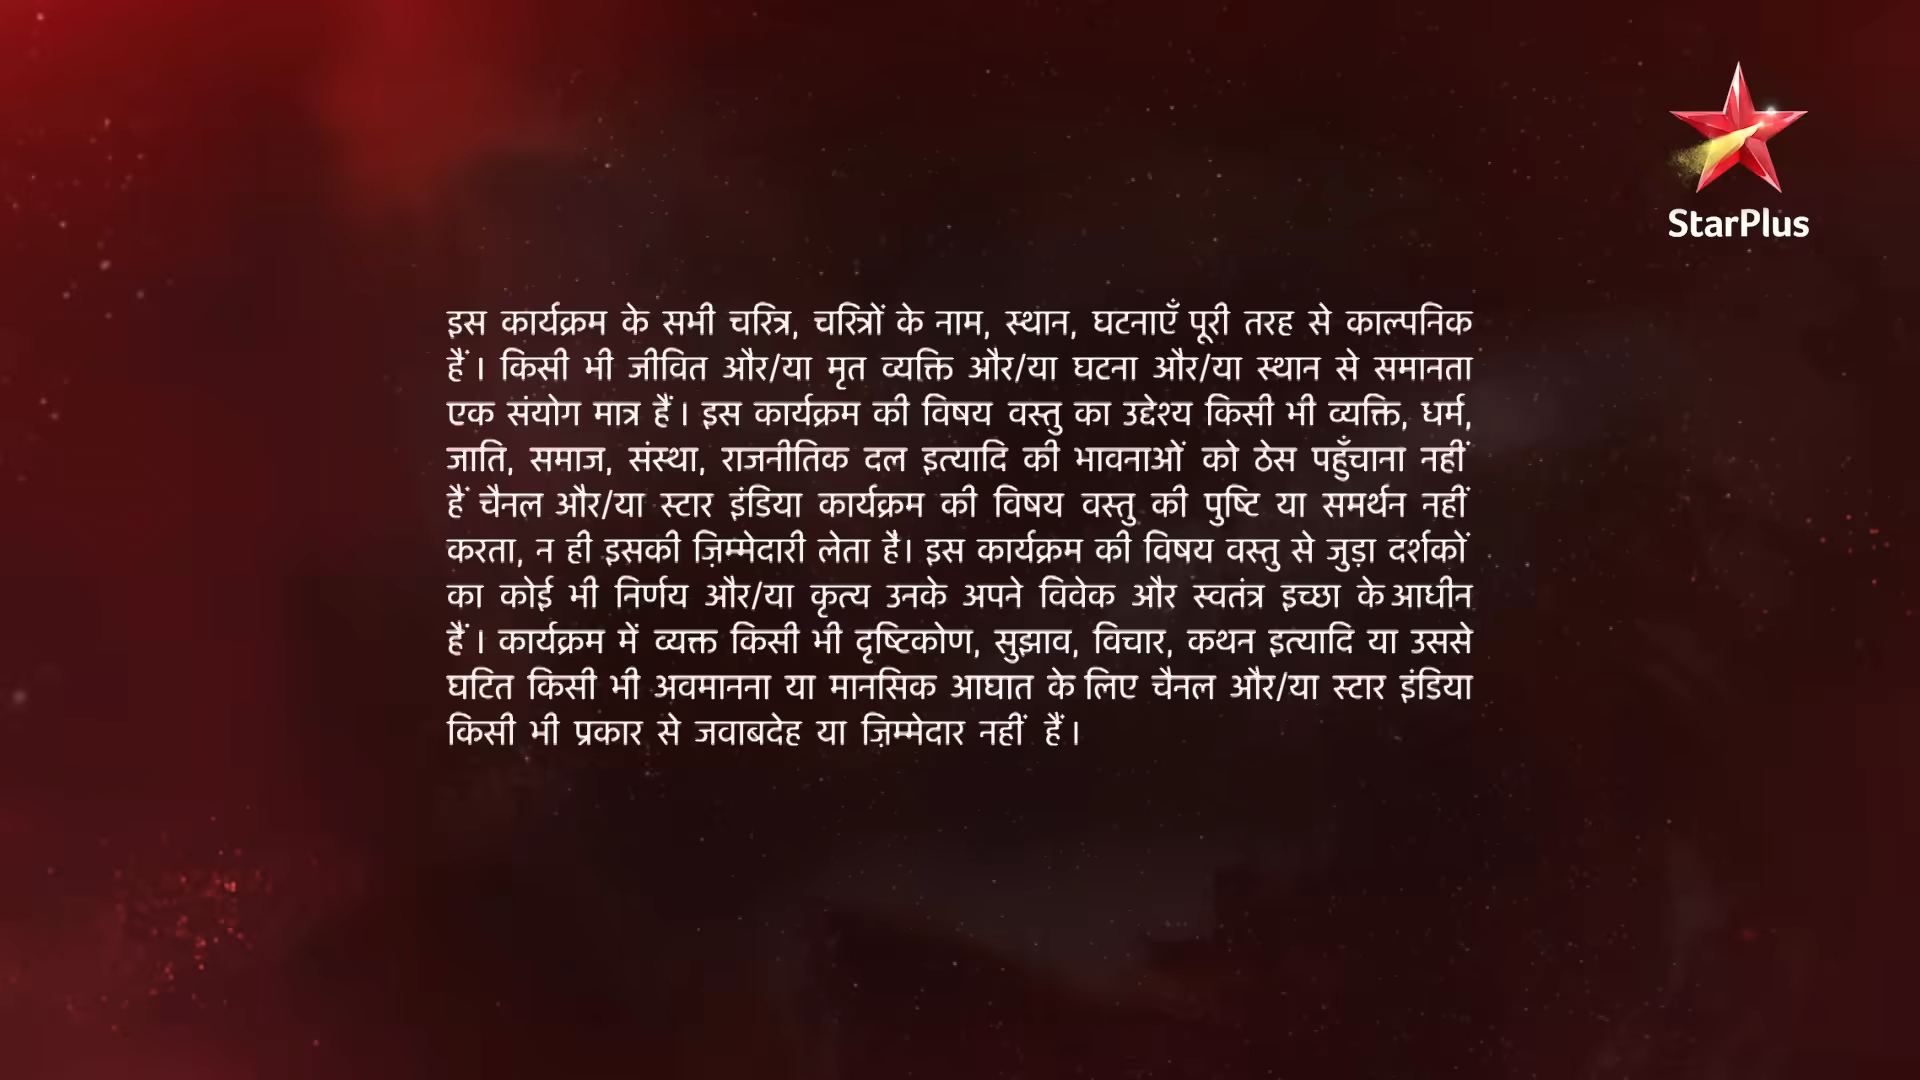 StarPlus
इस कार्यक्रम के सभी चरित्र, चरित्रों के नाम, स्थान, घटनाएँ पूरी तरह से काल्पनिक
हैं । किसी भी जीवित और/या मृत व्यक्ति और/या घटना और/या स्थान से समानता
एक संयोग मात्र हैं । इस कार्यक्रम की विषय वस्तु का उद्देश्य किसी भी व्यक्ति, धर्म,
जाति, समाज, संस्था, राजनीतिक दल इत्यादि की भावनाओं को ठेस पहुँचाना नहीं
हैं चैनल और/या स्टार इंडिया कार्यक्रम की विषय वस्तु की पुष्टि या समर्थन नहीं
करता, न ही इसकी ज़िम्मेदारी लेता है। इस कार्यक्रम की विषय वस्तु से जुड़ा दर्शकों
का कोई भी निर्णय और/या कृत्य उनके अपने विवेक और स्वतंत्र इच्छा के आधीन
हैं । कार्यक्रम में व्यक्त किसी भी दृष्टिकोण, सुझाव, विचार, कथन इत्यादि या उससे
घटित किसी भी अवमानना या मानसिक आघात के लिए चैनल और/या स्टार इंडिया
किसी भी प्रकार से जवाबदेह या ज़िम्मेदार नहीं हैं ।